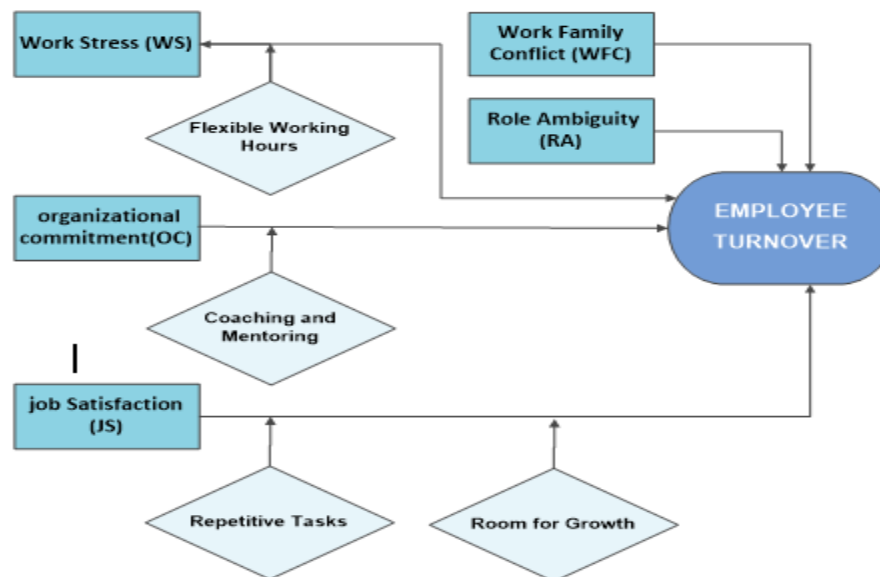 Work Stress (WS)
Work Family
Conflict (WFC)
Role Ambiguity
(RA)
Flexible Working
Hours
organizational
commitment(OC)
EMPLOYEE
TURNOVER
Coaching and
Mentoring
job Satisfaction
(JS)
Repetitive Tasks
Room for Growth